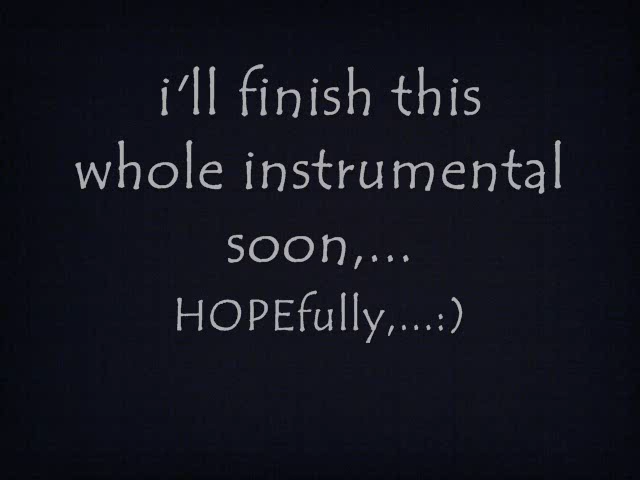 i'll finish this
whole instrumental
soon,...
HOPEfully,...:)